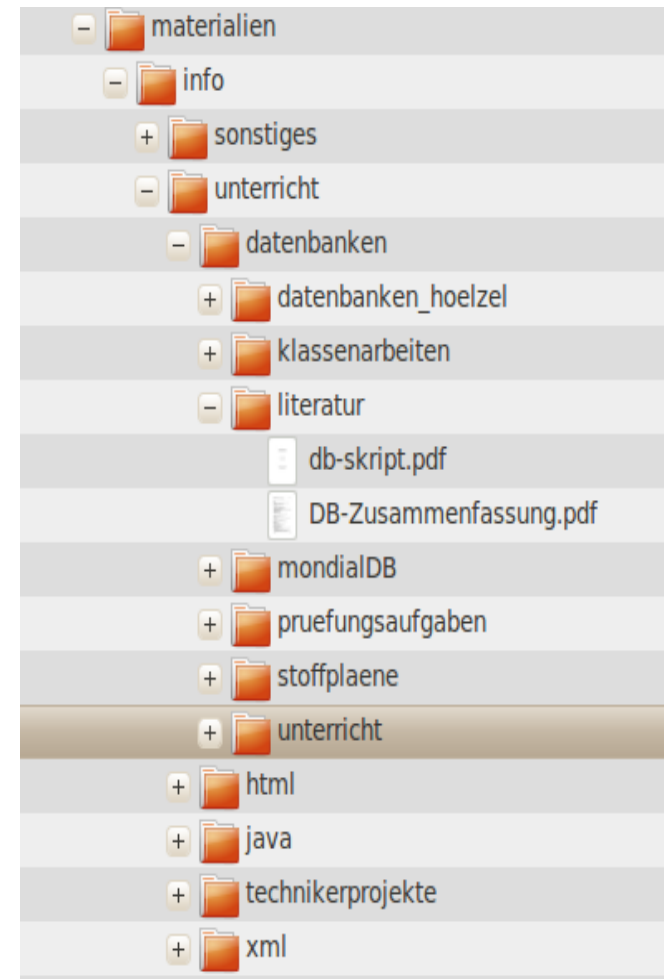 materialien
info
sonstiges
unterricht
datenbanken
datenbanken_hoelzel
klassenarbeiten
literatur
db-skript.pdf
DB-Zusammenfassung.pdf
mondialDB
pruefungsaufgaben
stoffplaene
unterricht
html
java
technikerprojekte
xml